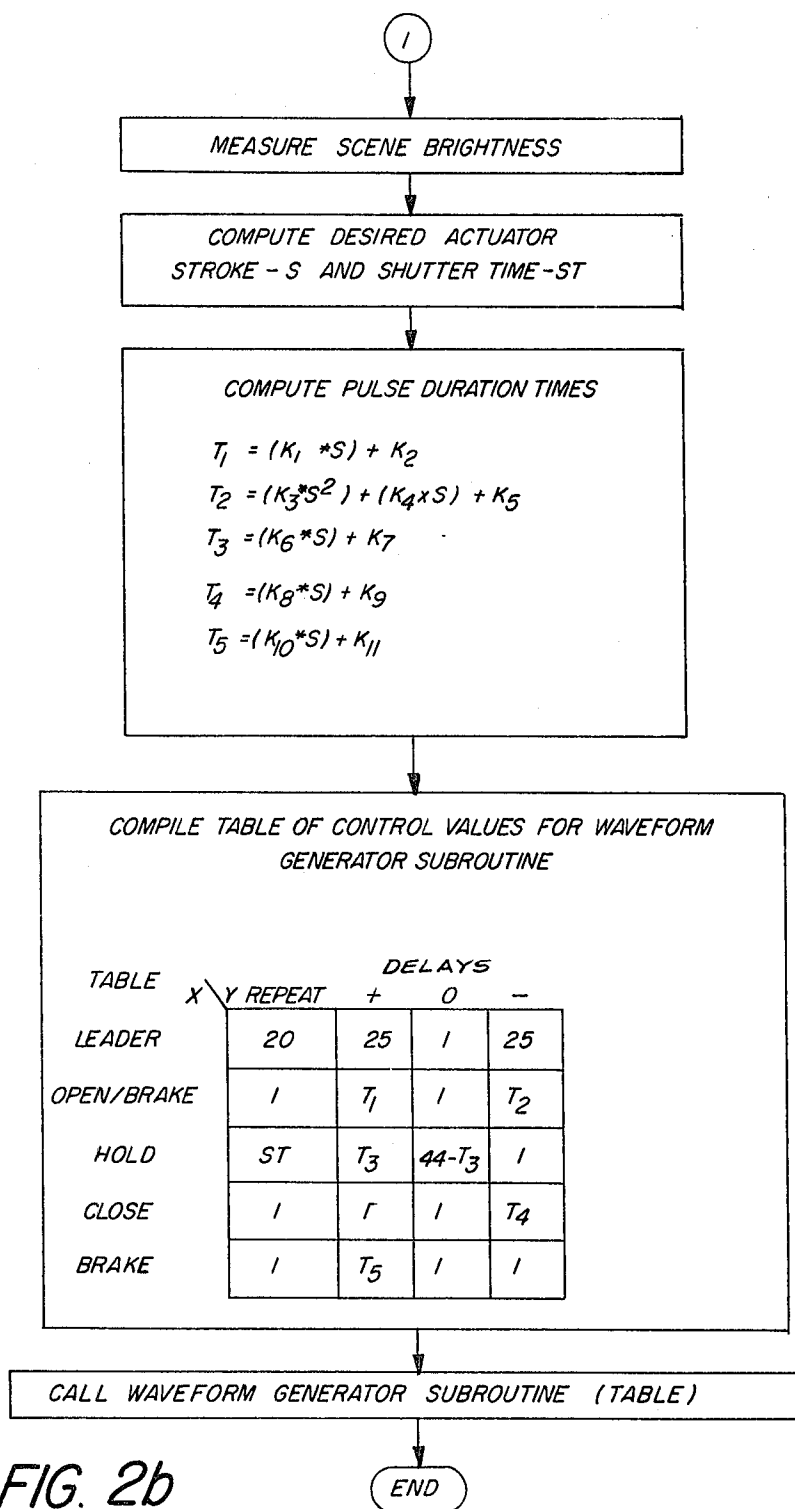 1
MEASURE SCENE BRIGHTNESS
COMPUTE DESIRED ACTUATOR
STROKE - S AND SHUTTER TIME-ST
COMPUTE PULSE DURATION TIMES
T1 = (K1 *S) + K2
T2 = (K3*S²) + (K4xS) + K5
T3 = (K6*S) + K7
T4 = (K8*S) + K9
T5 = (K10*S) + K11
COMPILE TABLE OF CONTROL VALUES FOR WAVEFORM
GENERATOR SUBROUTINE
DELAYS
TABLE X \ Y REPEAT + 0 -
LEADER 20 25 1 25
OPEN/BRAKE 1 T1 1 T2
HOLD ST T3 44-T3 1
CLOSE 1 Γ 1 T4
BRAKE 1 T5 1 1
CALL WAVEFORM GENERATOR SUBROUTINE (TABLE)
FIG. 2b
END